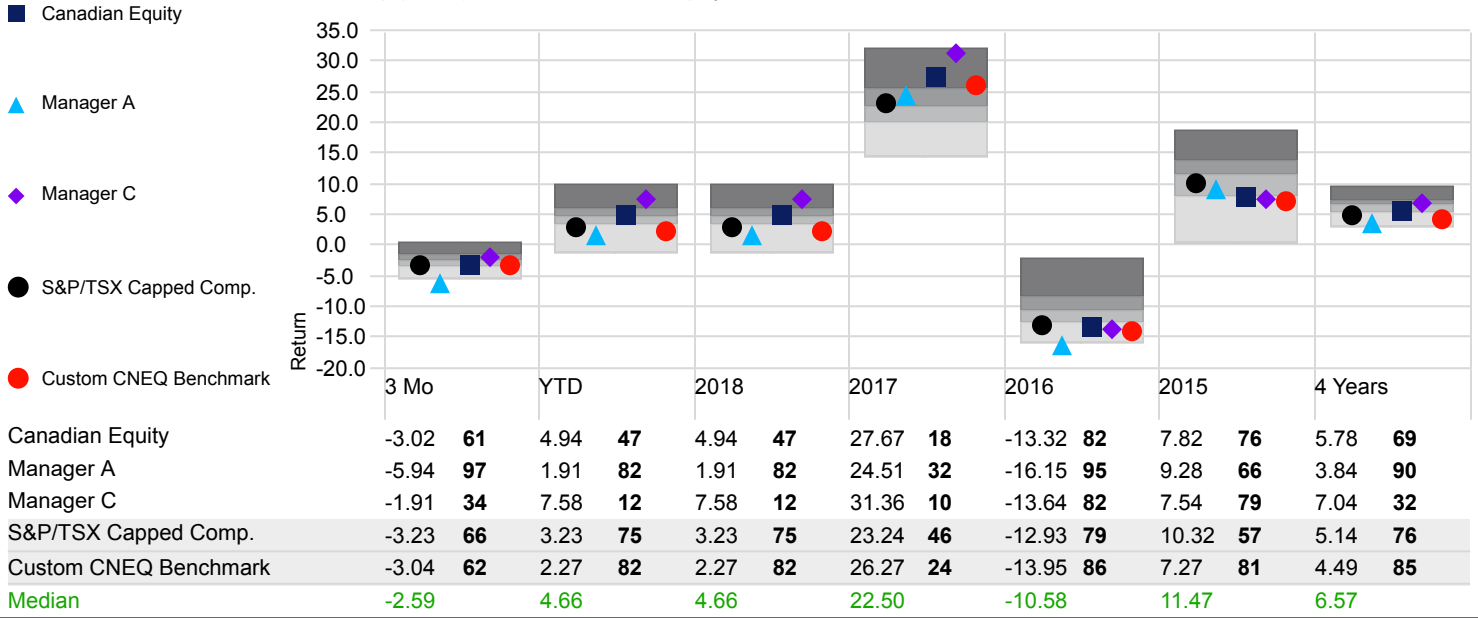 Canadian Equity
Manager A
Manager C
S&P/TSX Capped Comp.
Custom CNEQ Benchmark
Return
35.0
30.0
25.0
20.0
15.0
10.0
5.0
0.0
-5.0
-10.0
-15.0
-20.0
3 Mo YTD 2018 2017 2016 2015 4 Years
Canadian Equity -3.02 61 4.94 47 4.94 47 27.67 18 -13.32 82 7.82 76 5.78 69
Manager A -5.94 97 1.91 82 1.91 82 24.51 32 -16.15 95 9.28 66 3.84 90
Manager C -1.91 34 7.58 12 7.58 12 31.36 10 -13.64 82 7.54 79 7.04 32
S&P/TSX Capped Comp. -3.23 66 3.23 75 3.23 75 23.24 46 -12.93 79 10.32 57 5.14 76
Custom CNEQ Benchmark -3.04 62 2.27 82 2.27 82 26.27 24 -13.95 86 7.27 81 4.49 85
Median -2.59 4.66 4.66 22.50 -10.58 11.47 6.57